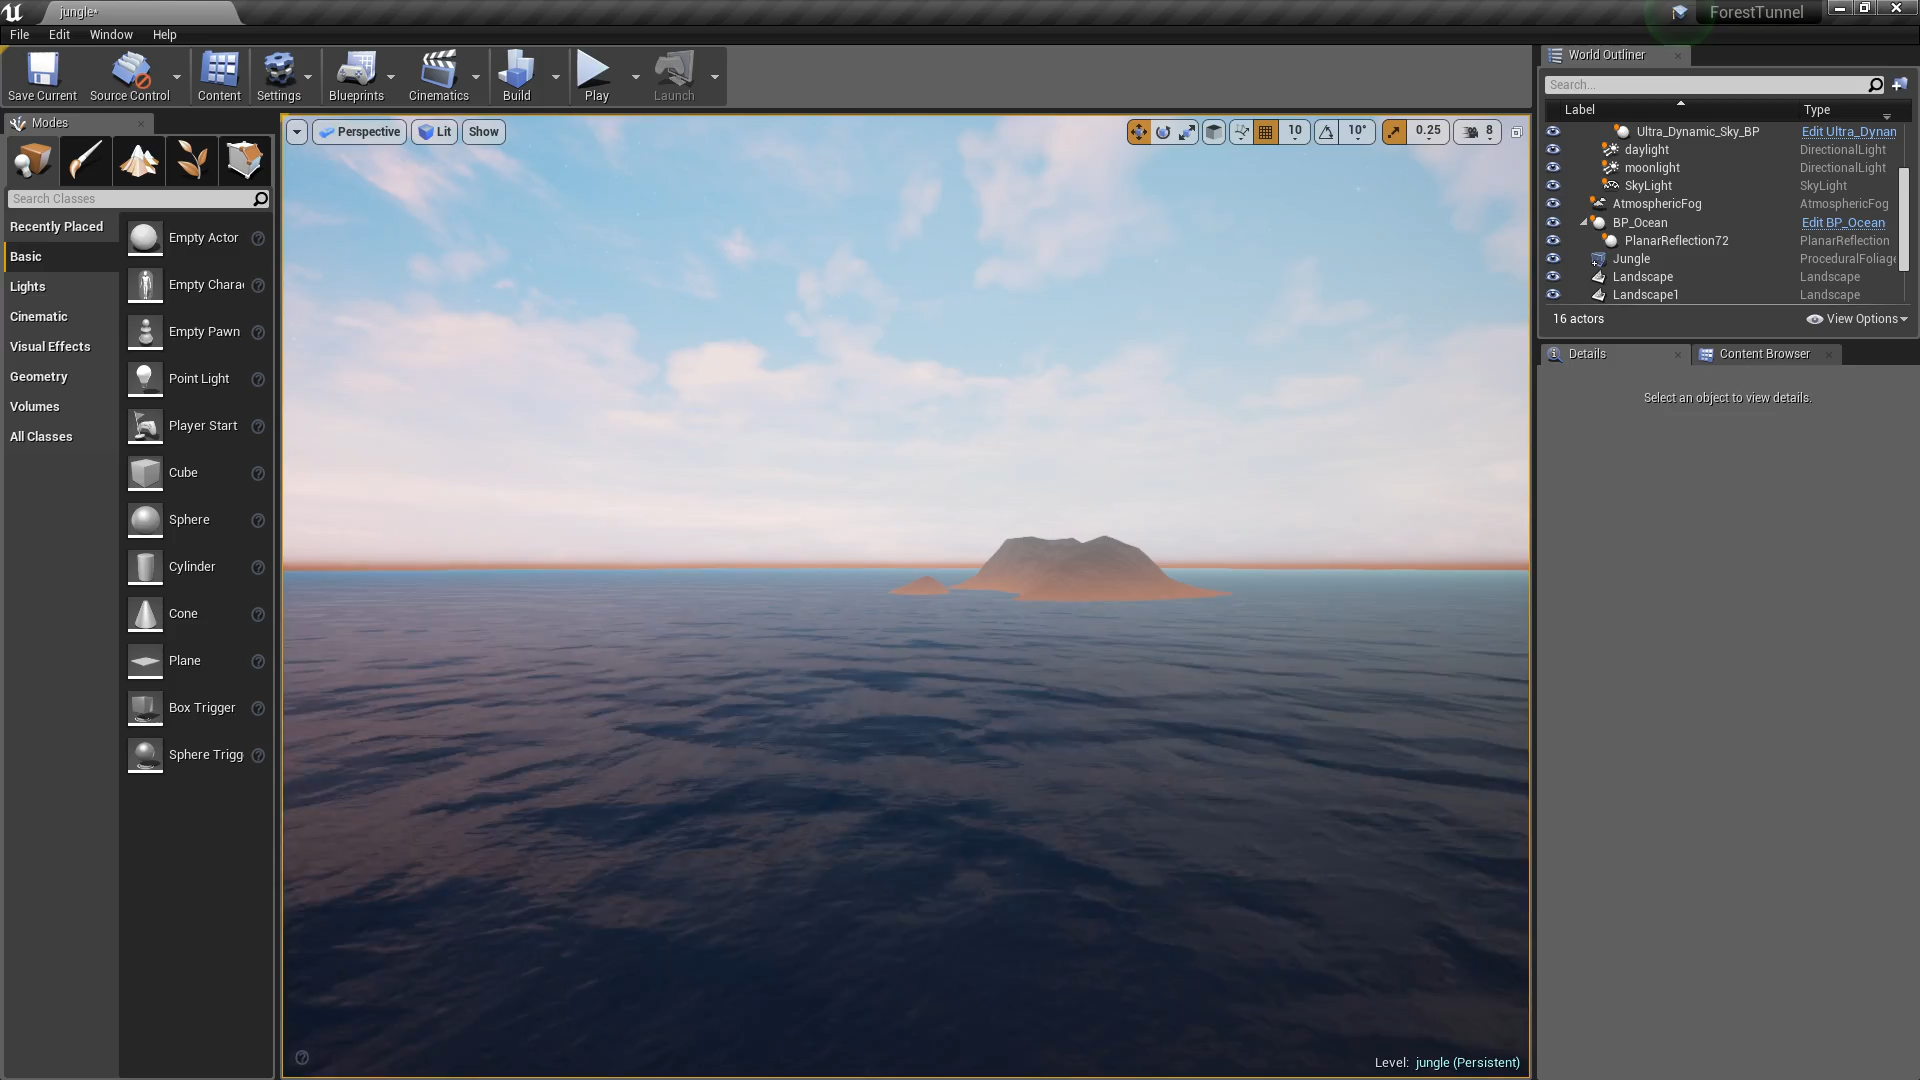 jungle*
ForestTunnel
File Edit Window Help
Save Current Source Control Content Settings Blueprints Cinematics Build Play Launch
World Outliner
Search...
Label Type
Ultra_Dynamic_Sky_BP Edit Ultra_Dynan
daylight DirectionalLight
moonlight DirectionalLight
SkyLight SkyLight
AtmosphericFog AtmosphericFog
BP_Ocean Edit BP_Ocean
PlanarReflection72 PlanarReflection
Jungle ProceduralFoliage
Landscape Landscape
Landscape1 Landscape
16 actors View Options
Details Content Browser
Select an object to view details.
Modes
Search Classes
Recently Placed
Basic
Lights
Cinematic
Visual Effects
Geometry
Volumes
All Classes
Empty Actor
Empty Chara
Empty Pawn
Point Light
Player Start
Cube
Sphere
Cylinder
Cone
Plane
Box Trigger
Sphere Trigg
Perspective Lit Show 10 10° 0.25 8
Level: jungle (Persistent)